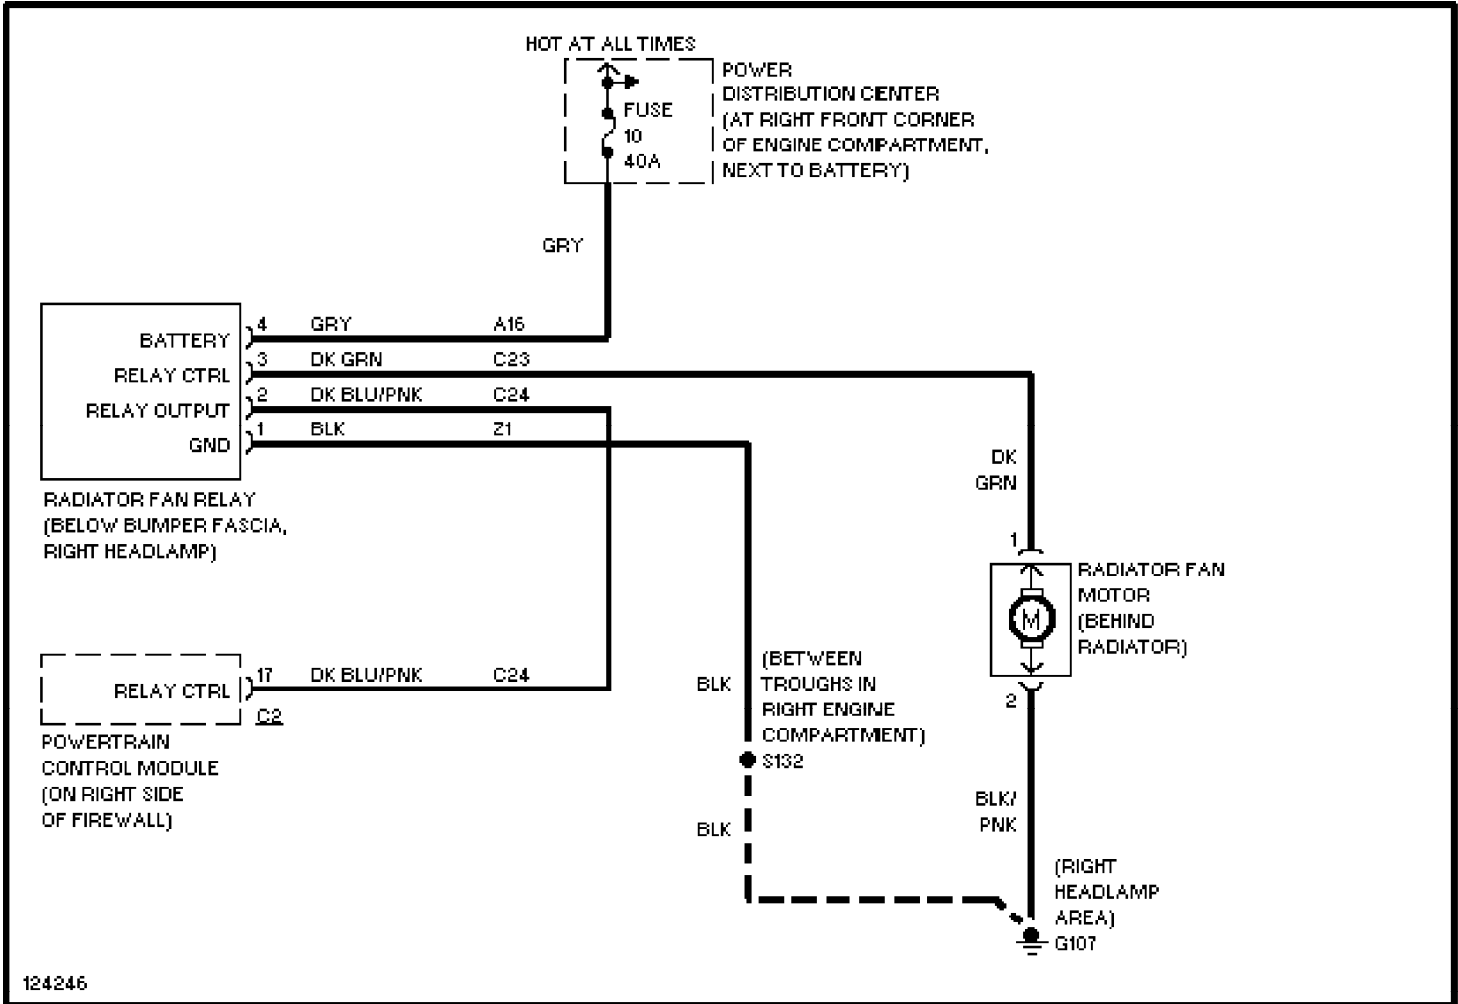 HOT AT ALL TIMES
POWER
DISTRIBUTION CENTER
(AT RIGHT FRONT CORNER
OF ENGINE COMPARTMENT,
NEXT TO BATTERY)
FUSE
10
40A
GRY
BATTERY 4 GRY A16
RELAY CTRL 3 DK GRN C23
RELAY OUTPUT 2 DK BLU/PNK C24
GND 1 BLK Z1
RADIATOR FAN RELAY
(BELOW BUMPER FASCIA,
RIGHT HEADLAMP)
DK
GRN
1
RADIATOR FAN
MOTOR
(BEHIND
RADIATOR)
M
2
RELAY CTRL 17 DK BLU/PNK C24
C2
POWERTRAIN
CONTROL MODULE
(ON RIGHT SIDE
OF FIREWALL)
BLK
(BETWEEN
TROUGHS IN
RIGHT ENGINE
COMPARTMENT)
S132
BLK
BLK/
PNK
(RIGHT
HEADLAMP
AREA)
G107
124246